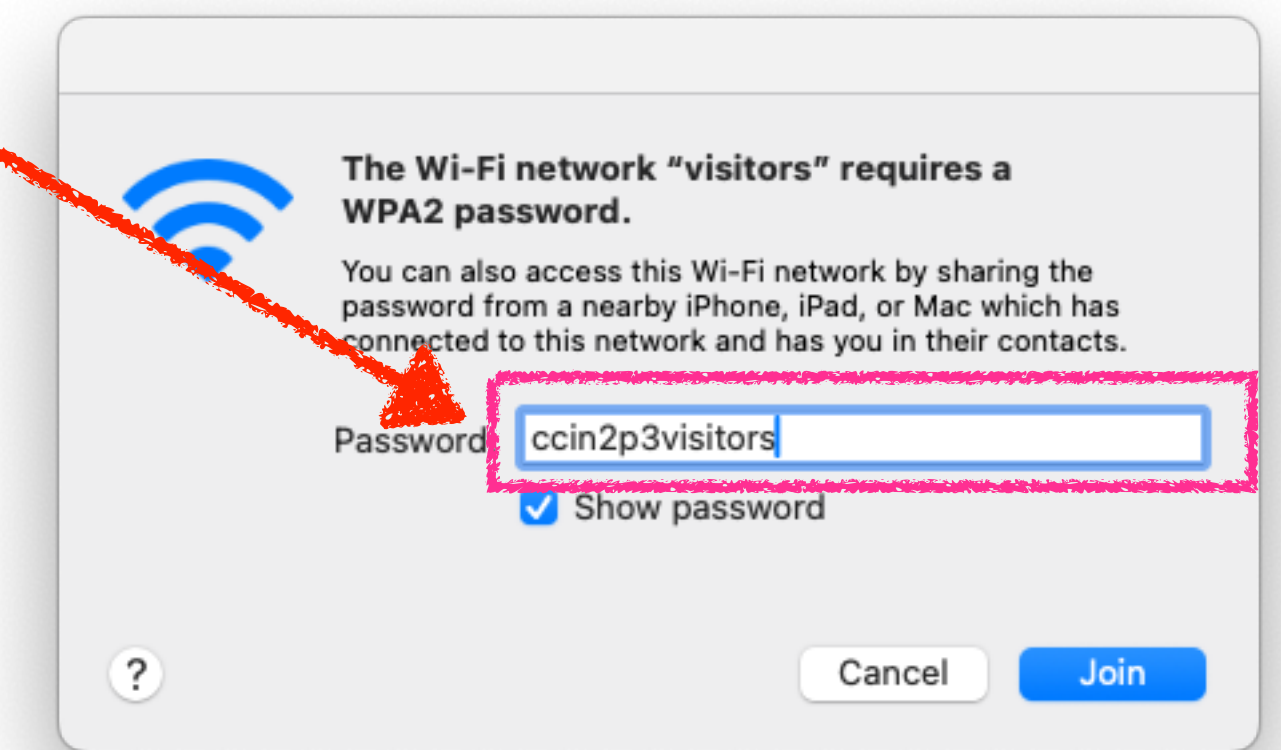 The Wi-Fi network “visitors” requires a
WPA2 password.
You can also access this Wi-Fi network by sharing the
password from a nearby iPhone, iPad, or Mac which has
connected to this network and has you in their contacts.
Password ccin2p3visitors
Show password
? Cancel Join